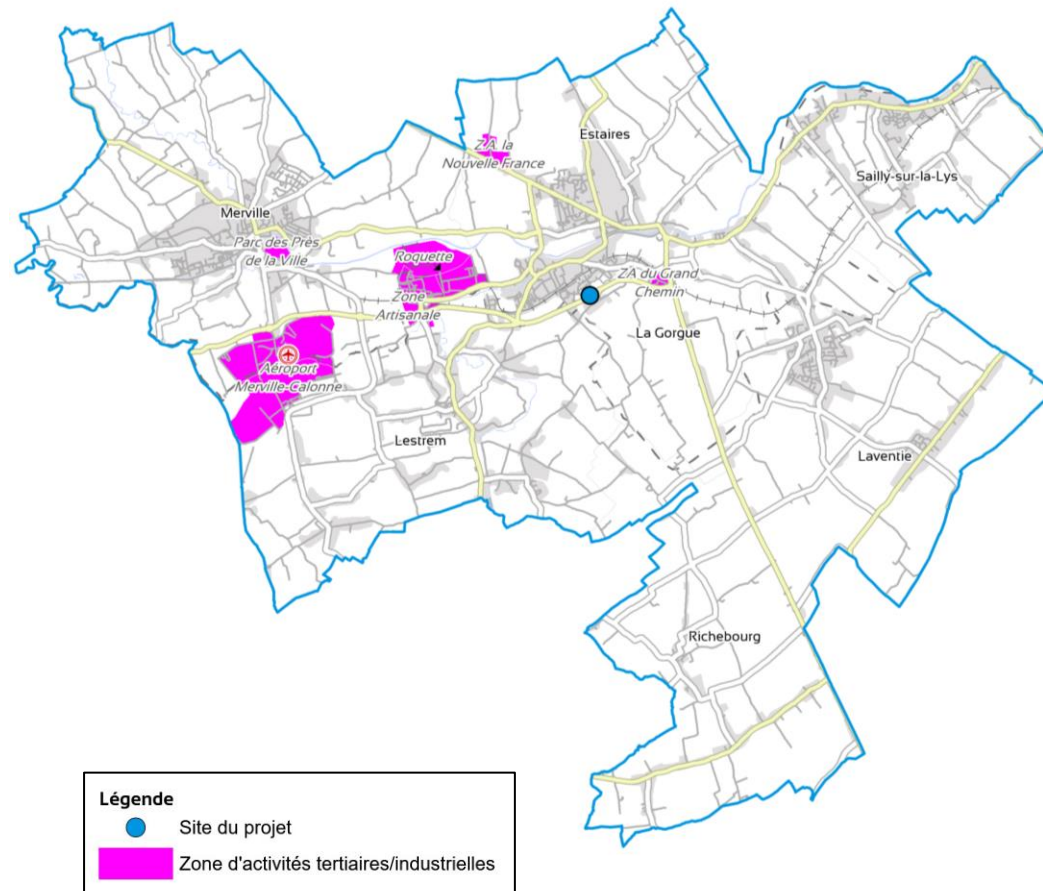 Estaires
Z.A. la
Nouvelle France
Sailly-sur-la-Lys
Merville
Parc des Prés
de la Ville
Roquette
Zone
Artisanale
ZA du Grand
Chemin
La Gorgue
Aéroport
Merville-Calonne
Lestrem
Laventie
Richebourg
Légende
Site du projet
Zone d'activités tertiaires/industrielles